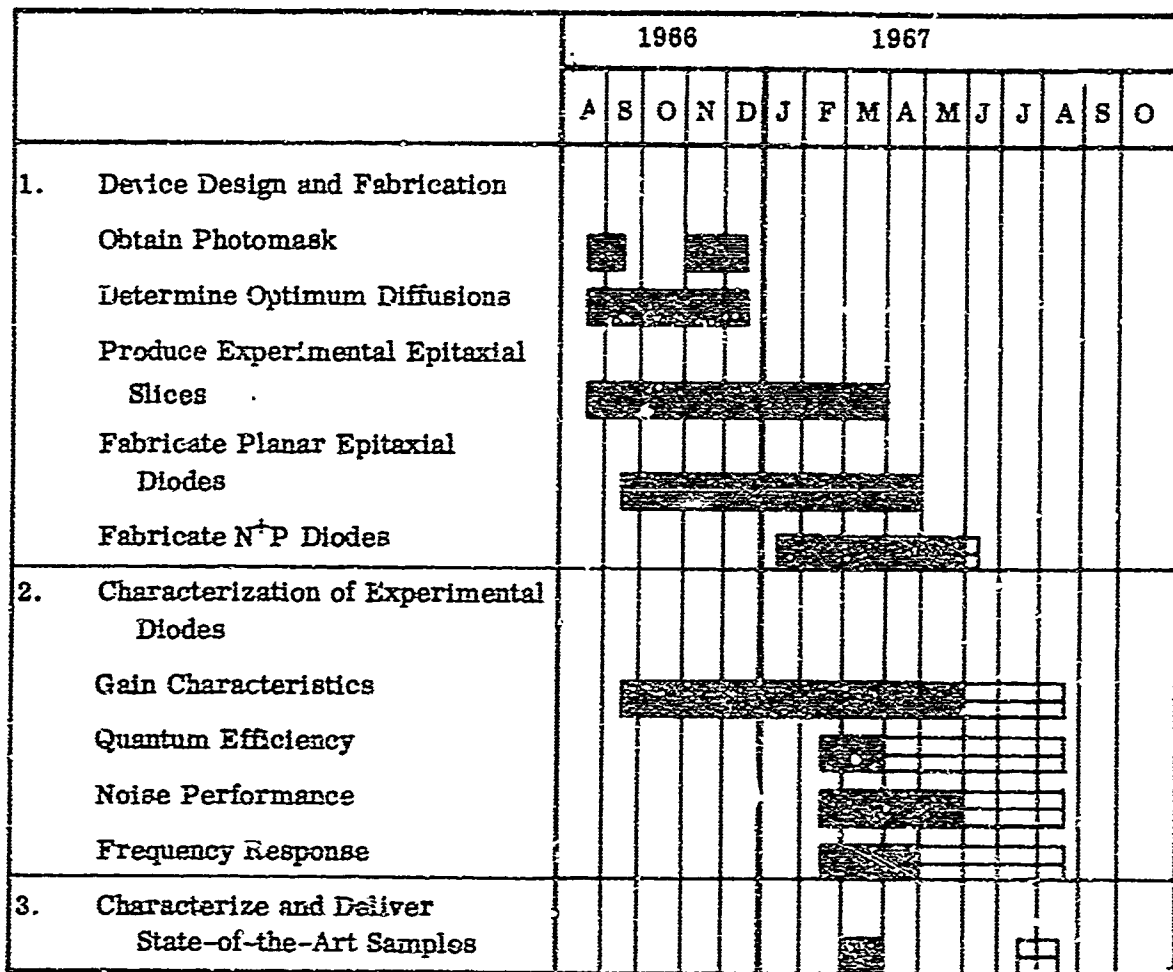 1966 1967
A S O N D J F M A M J J A S O
1. Device Design and Fabrication
Obtain Photomask
Determine Optimum Diffusions
Produce Experimental Epitaxial
Slices
Fabricate Planar Epitaxial
Diodes
Fabricate N⁺P Diodes
2. Characterization of Experimental
Diodes
Gain Characteristics
Quantum Efficiency
Noise Performance
Frequency Response
3. Characterize and Deliver
State-of-the-Art Samples